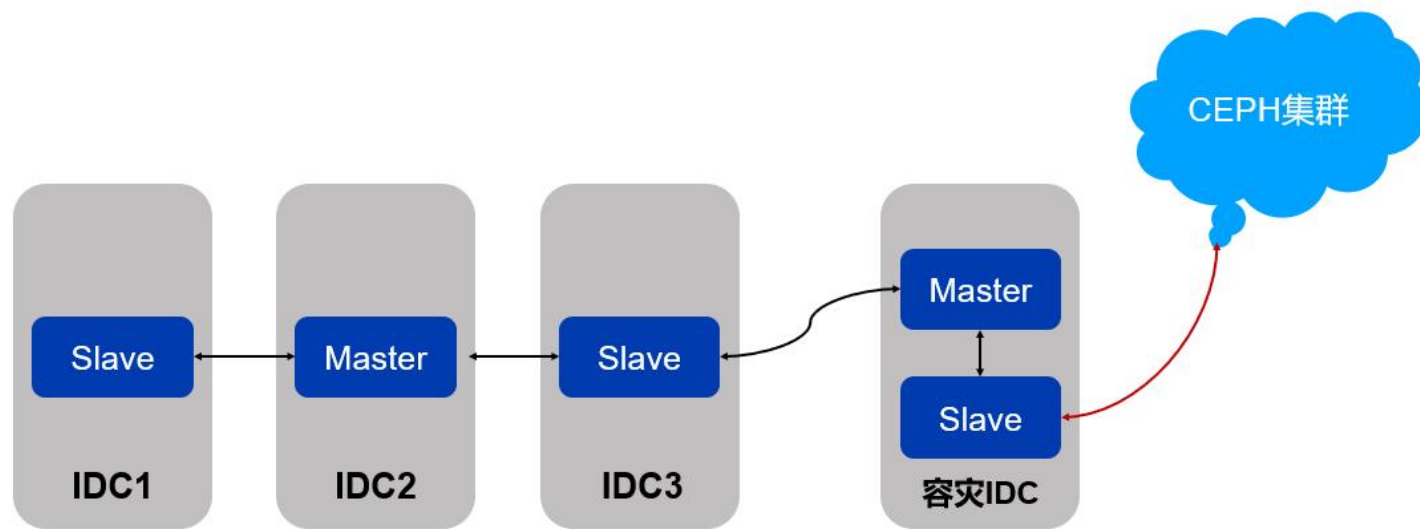 CEPH集群
Slave
Master
Slave
Master
Slave
IDC1
IDC2
IDC3
容灾IDC